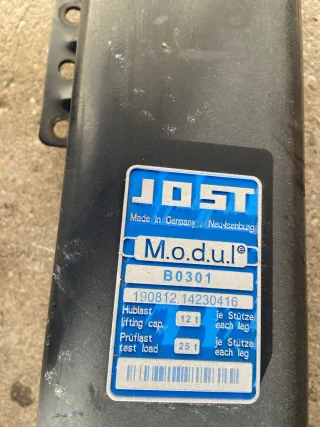 JOST
Made in Germany , Neu-Isenburg
M.o.d.u.l ©
B0301
190812 14230416
Hublast 12 t je Stütze
lifting cap. each leg
Prüflast 25 t je Stütze
test load each leg